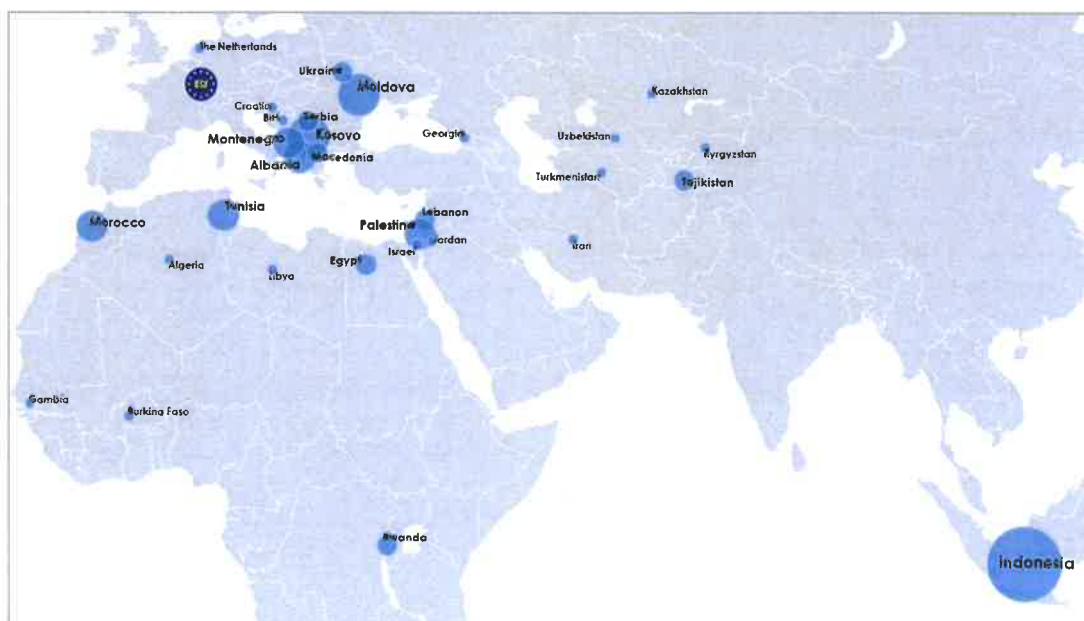 The Netherlands
Ukraine
Moldova
Croatia
BiH
Serbia
Montenegro
Kosovo
Albania
Macedonia
Georgia
Kazakhstan
Uzbekistan
Kyrgyzstan
Turkmenistan
Tajikistan
Morocco
Tunisia
Lebanon
Palestine
Jordan
Israel
Iran
Algeria
Libya
Egypt
Gambia
Burkina Faso
Rwanda
Indonesia